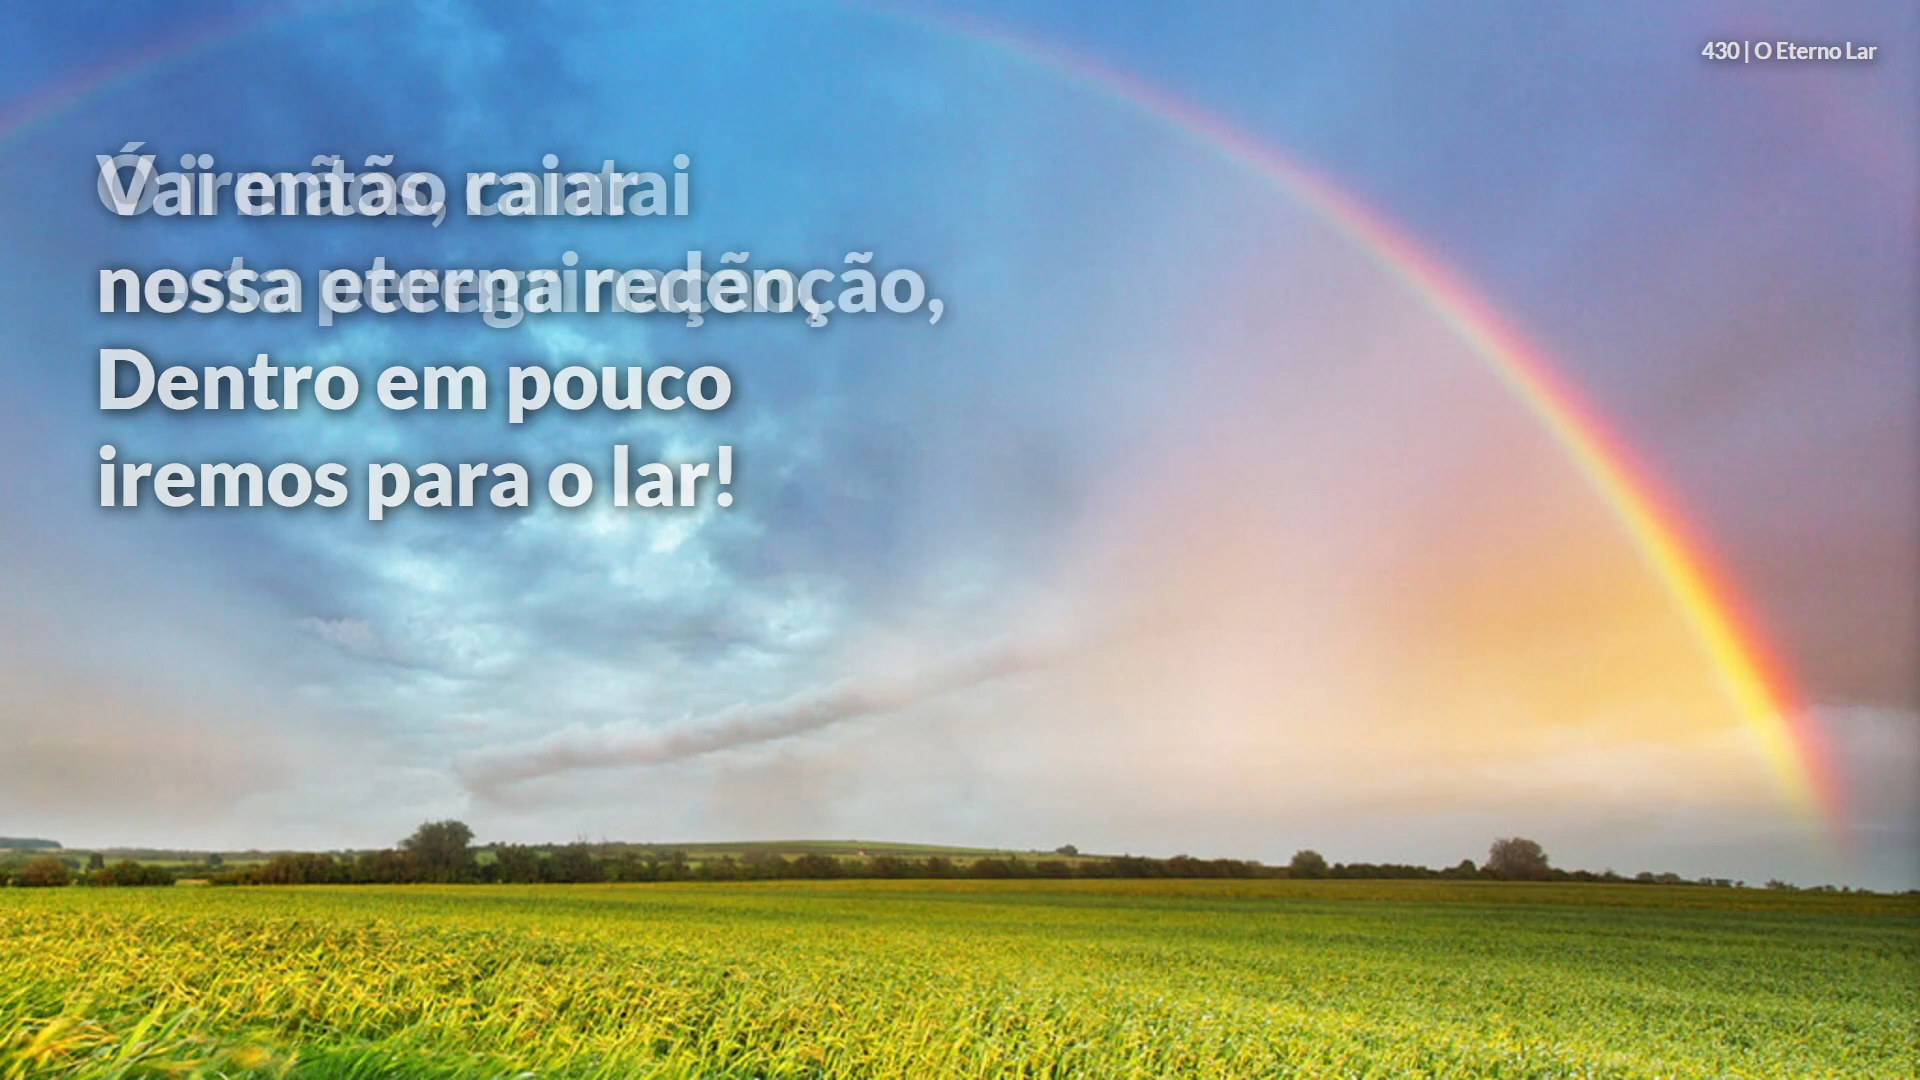 430 | O Eterno Lar
Vai então, raiar
nossa eterna redenção,
Dentro em pouco
iremos para o lar!